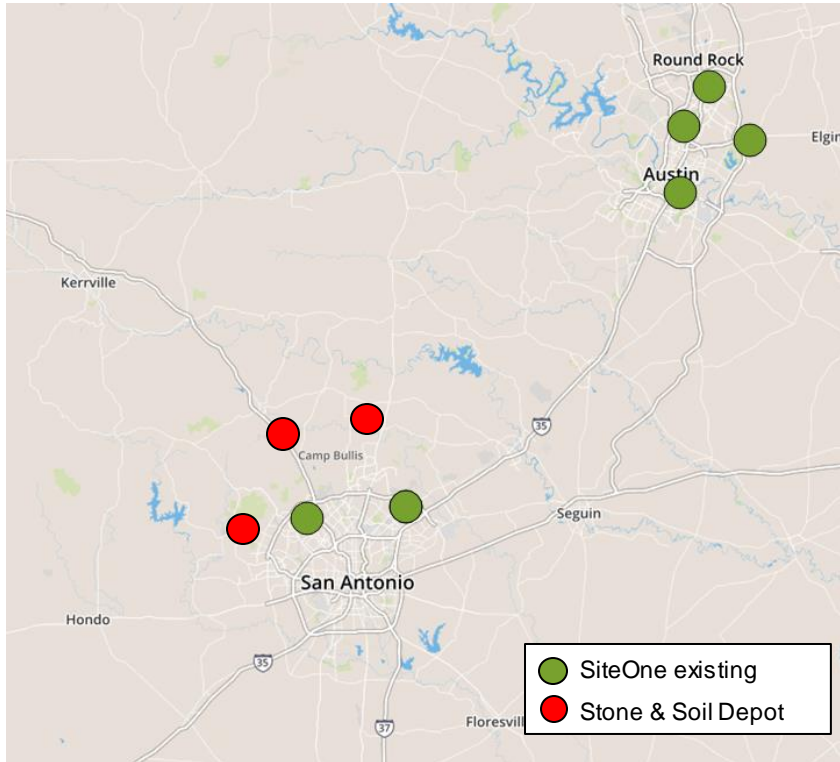 Round Rock
Elgin
Austin
Kerrville
35
Camp Bullis
Seguin
San Antonio
Hondo
35
SiteOne existing
Stone & Soil Depot
Floresvill
37